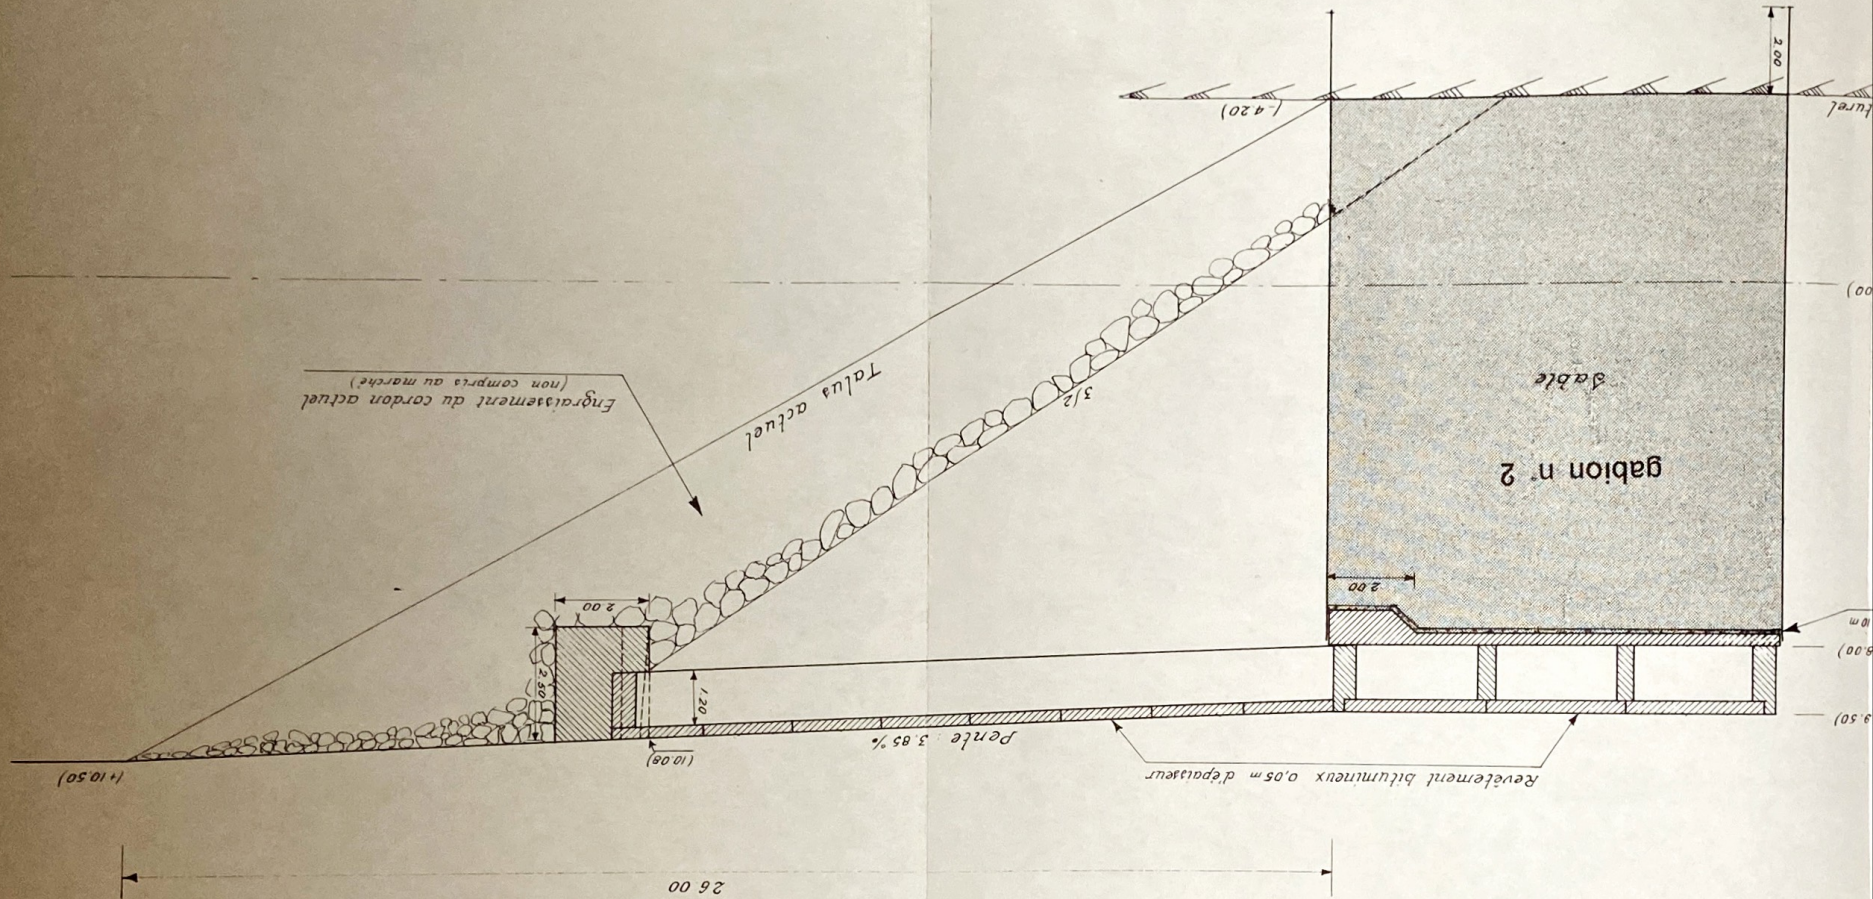 26 00
(+10.50)
Revêtement bitumineux 0,05 m d'épaisseur
(10.08)
Pente : 3.85 %
9.50)
1.20
2.50
8.00)
10 m
2.00
2.00
gabion n° 2
Engraissement du cordon actuel
(non compris au marché)
Talus actuel
3/2
Sable
00)
(-4.20)
turel
2.00